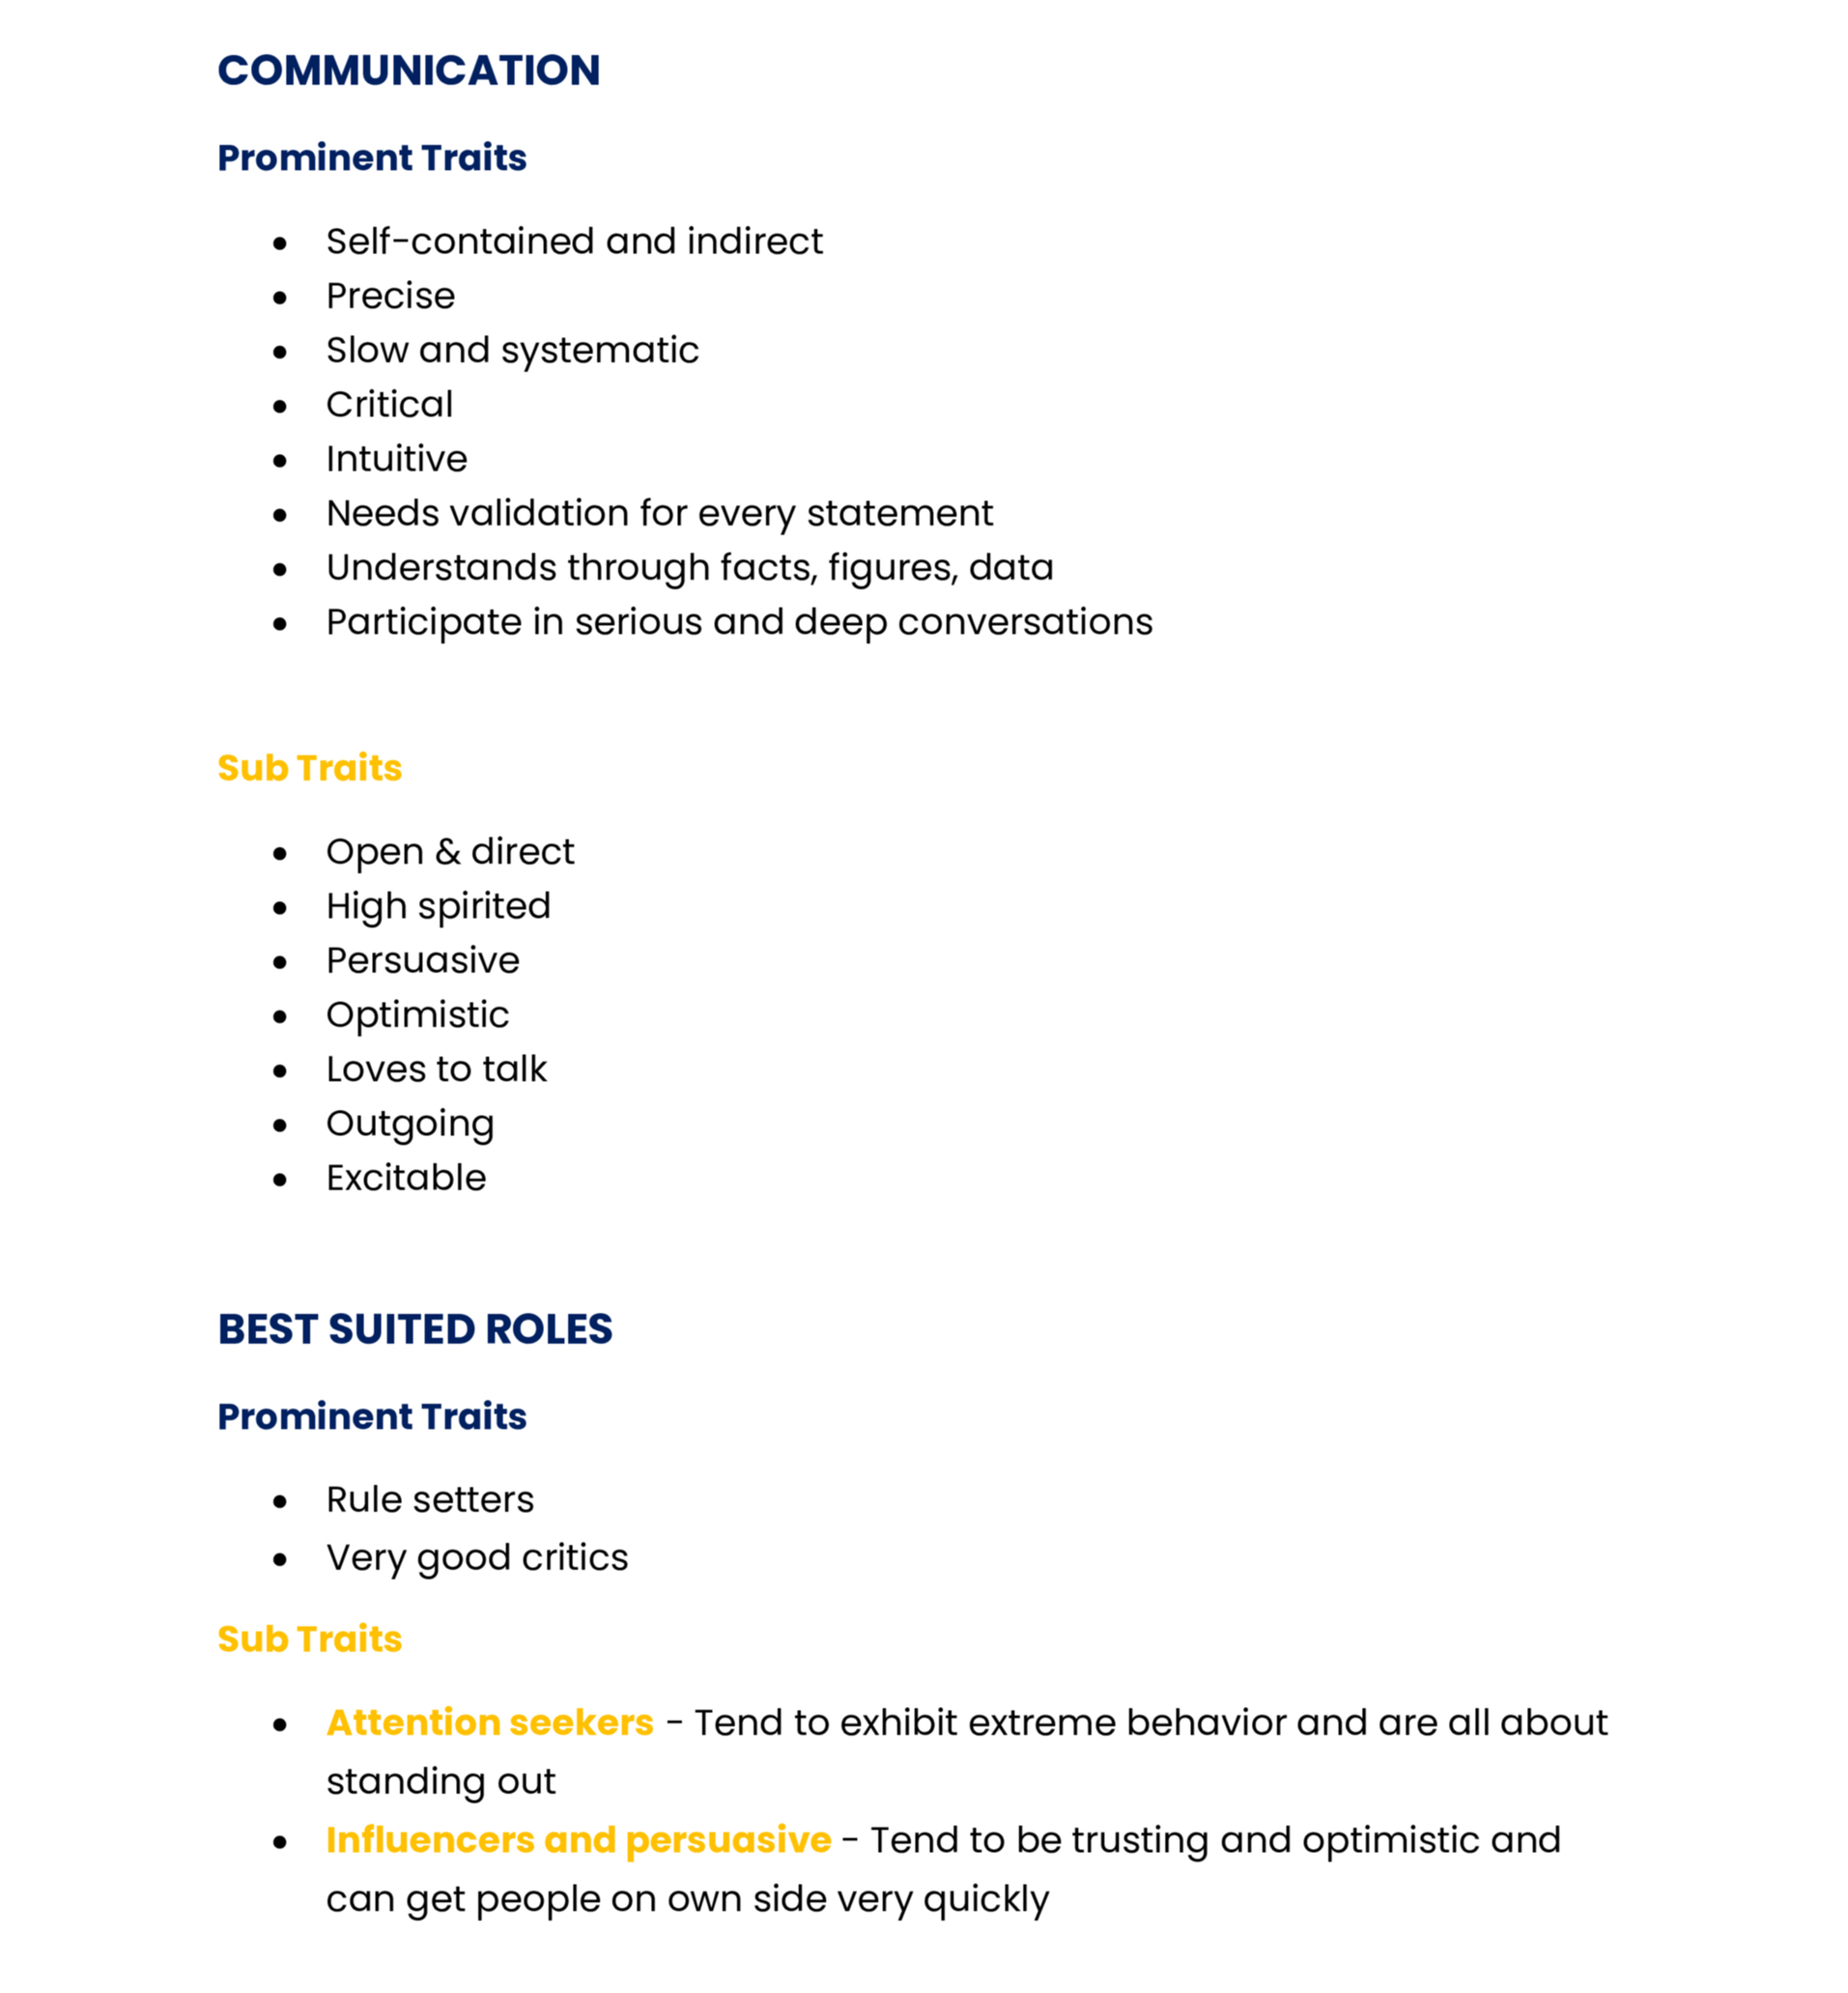 COMMUNICATION
Prominent Traits
● Self-contained and indirect
● Precise
● Slow and systematic
● Critical
● Intuitive
● Needs validation for every statement
● Understands through facts, figures, data
● Participate in serious and deep conversations
Sub Traits
● Open & direct
● High spirited
● Persuasive
● Optimistic
● Loves to talk
● Outgoing
● Excitable
BEST SUITED ROLES
Prominent Traits
● Rule setters
● Very good critics
Sub Traits
● Attention seekers - Tend to exhibit extreme behavior and are all about
standing out
● Influencers and persuasive - Tend to be trusting and optimistic and
can get people on own side very quickly